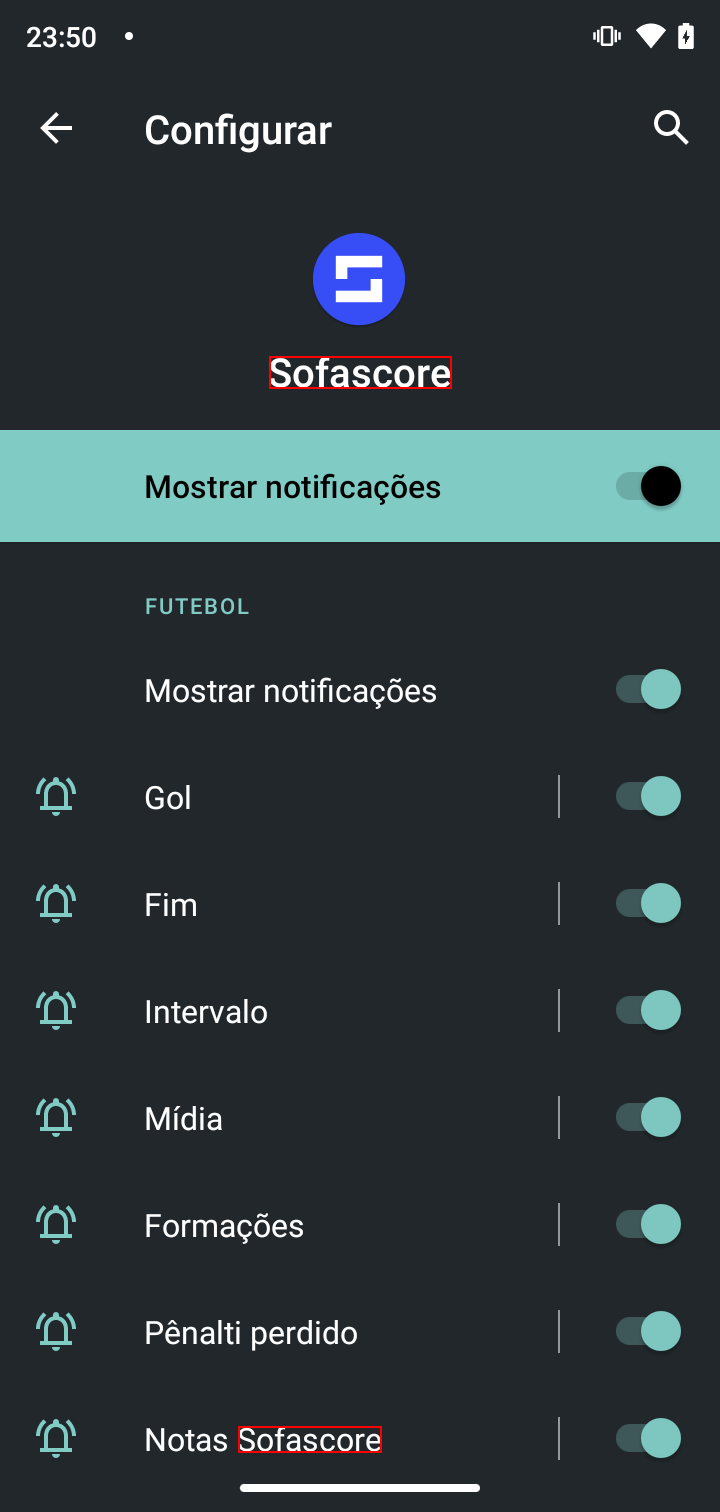 23:50
Configurar
Sofascore
Mostrar notificações
FUTEBOL
Mostrar notificações
Gol
Fim
Intervalo
Mídia
Formações
Pênalti perdido
Notas Sofascore